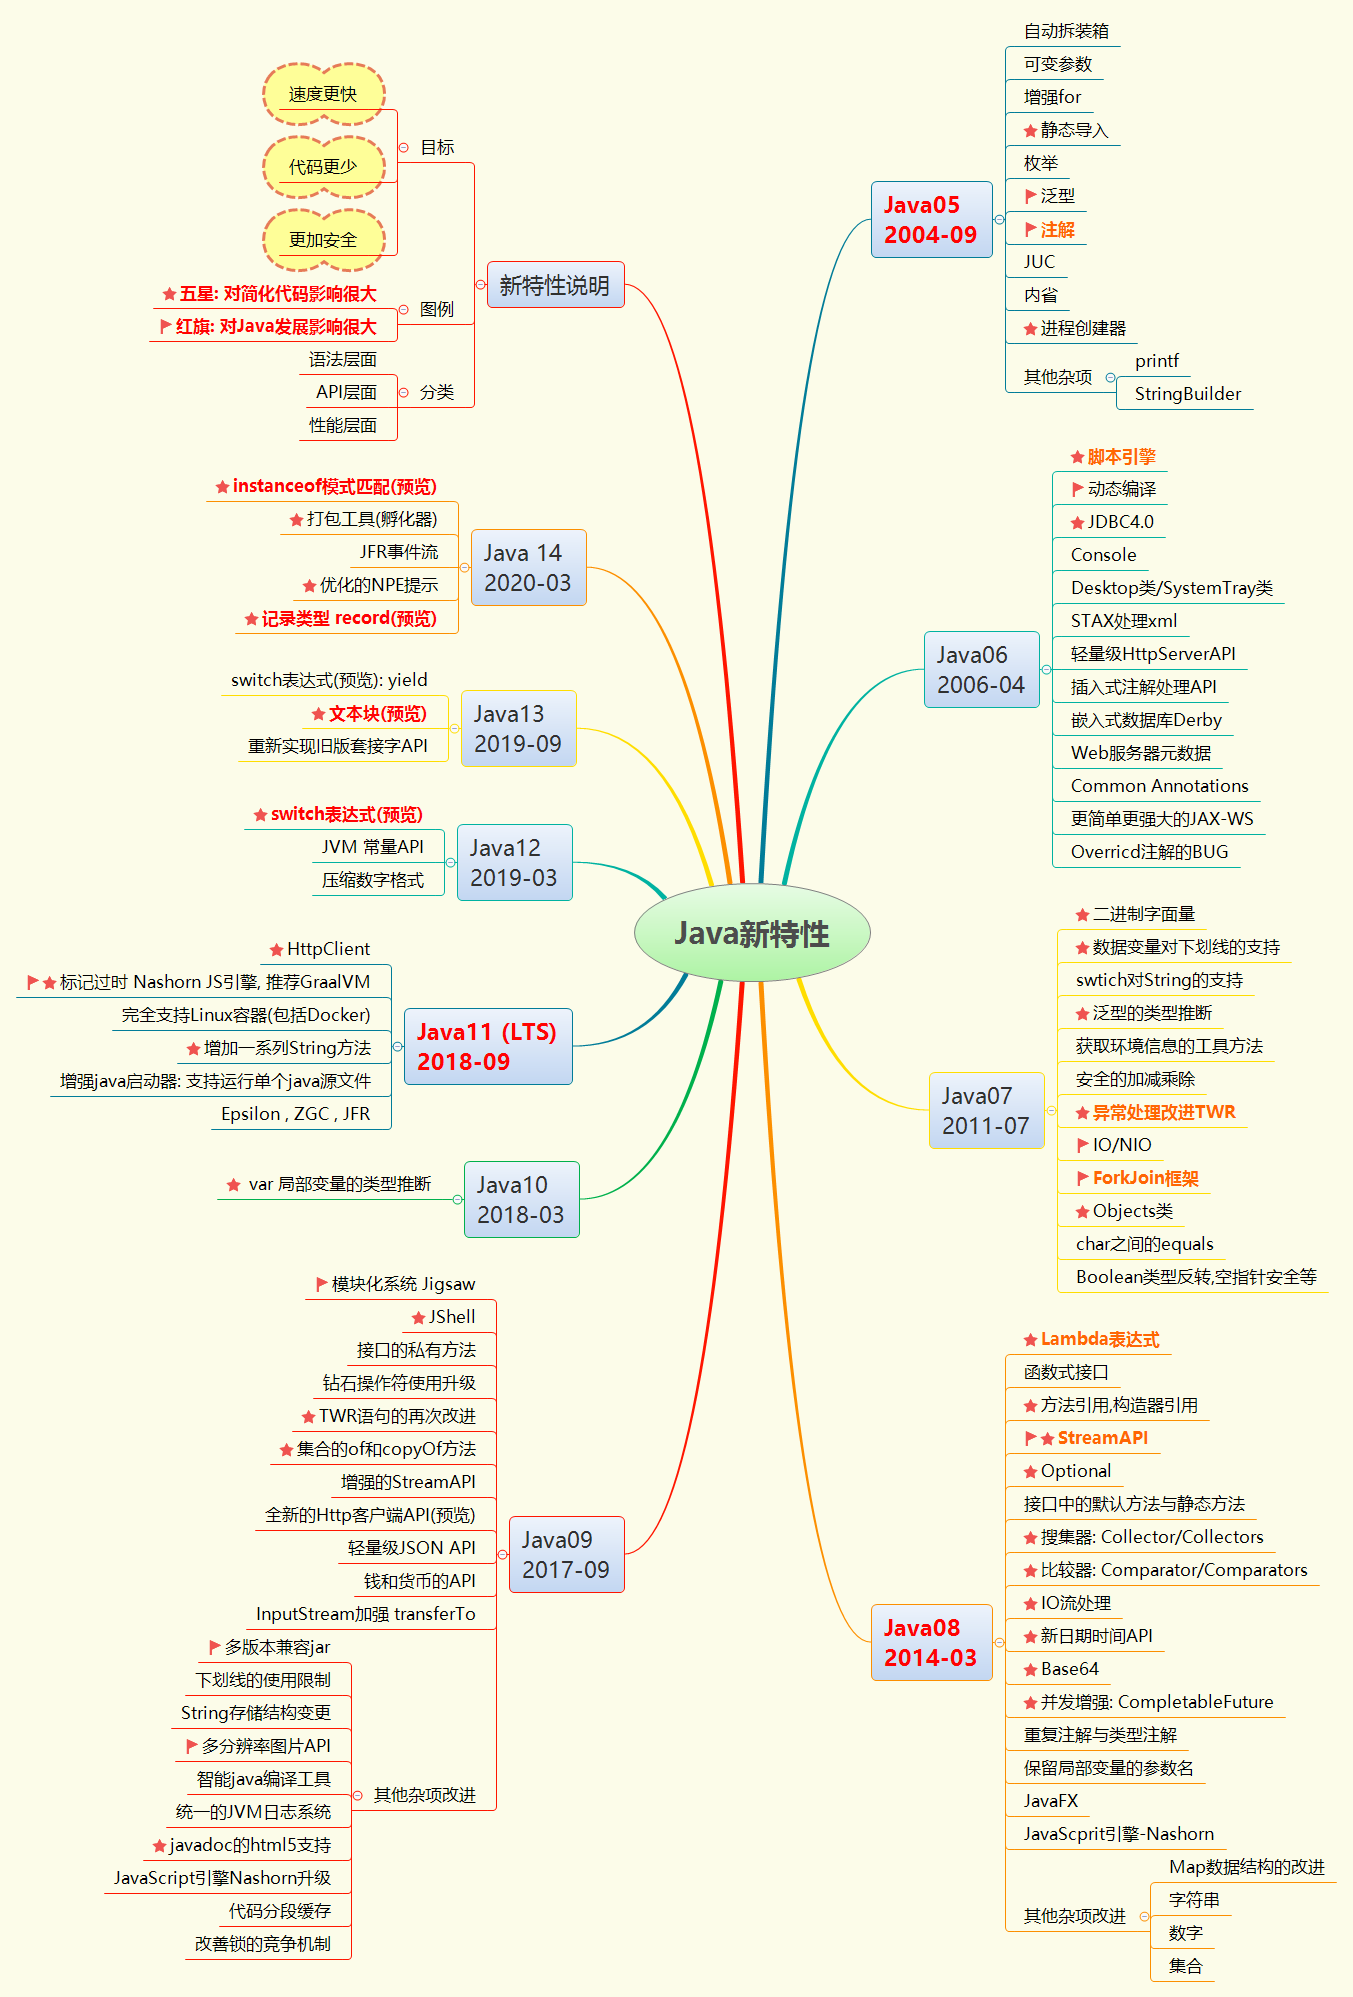 Java新特性
新特性说明
目标
速度更快
代码更少
更加安全
图例
五星: 对简化代码影响很大
红旗: 对Java发展影响很大
分类
语法层面
API层面
性能层面
Java 14
2020-03
instanceof模式匹配(预览)
打包工具(孵化器)
JFR事件流
优化的NPE提示
记录类型 record(预览)
Java13
2019-09
switch表达式(预览): yield
文本块(预览)
重新实现旧版套接字API
Java12
2019-03
switch表达式(预览)
JVM 常量API
压缩数字格式
Java11 (LTS)
2018-09
HttpClient
标记过时 Nashorn JS引擎, 推荐GraalVM
完全支持Linux容器(包括Docker)
增加一系列String方法
增强java启动器: 支持运行单个java源文件
Epsilon , ZGC , JFR
Java10
2018-03
var 局部变量的类型推断
Java09
2017-09
模块化系统 Jigsaw
JShell
接口的私有方法
钻石操作符使用升级
TWR语句的再次改进
集合的of和copyOf方法
增强的StreamAPI
全新的Http客户端API(预览)
轻量级JSON API
钱和货币的API
InputStream加强 transferTo
其他杂项改进
多版本兼容jar
下划线的使用限制
String存储结构变更
多分辨率图片API
智能java编译工具
统一的JVM日志系统
javadoc的html5支持
JavaScript引擎Nashorn升级
代码分段缓存
改善锁的竞争机制
Java05
2004-09
自动拆装箱
可变参数
增强for
静态导入
枚举
泛型
注解
JUC
内省
进程创建器
其他杂项
printf
StringBuilder
Java06
2006-04
脚本引擎
动态编译
JDBC4.0
Console
Desktop类/SystemTray类
STAX处理xml
轻量级HttpServerAPI
插入式注解处理API
嵌入式数据库Derby
Web服务器元数据
Common Annotations
更简单更强大的JAX-WS
Overricd注解的BUG
Java07
2011-07
二进制字面量
数据变量对下划线的支持
swtich对String的支持
泛型的类型推断
获取环境信息的工具方法
安全的加减乘除
异常处理改进TWR
IO/NIO
ForkJoin框架
Objects类
char之间的equals
Boolean类型反转,空指针安全等
Java08
2014-03
Lambda表达式
函数式接口
方法引用,构造器引用
StreamAPI
Optional
接口中的默认方法与静态方法
搜集器: Collector/Collectors
比较器: Comparator/Comparators
IO流处理
新日期时间API
Base64
并发增强: CompletableFuture
重复注解与类型注解
保留局部变量的参数名
JavaFX
JavaScprit引擎-Nashorn
其他杂项改进
Map数据结构的改进
字符串
数字
集合